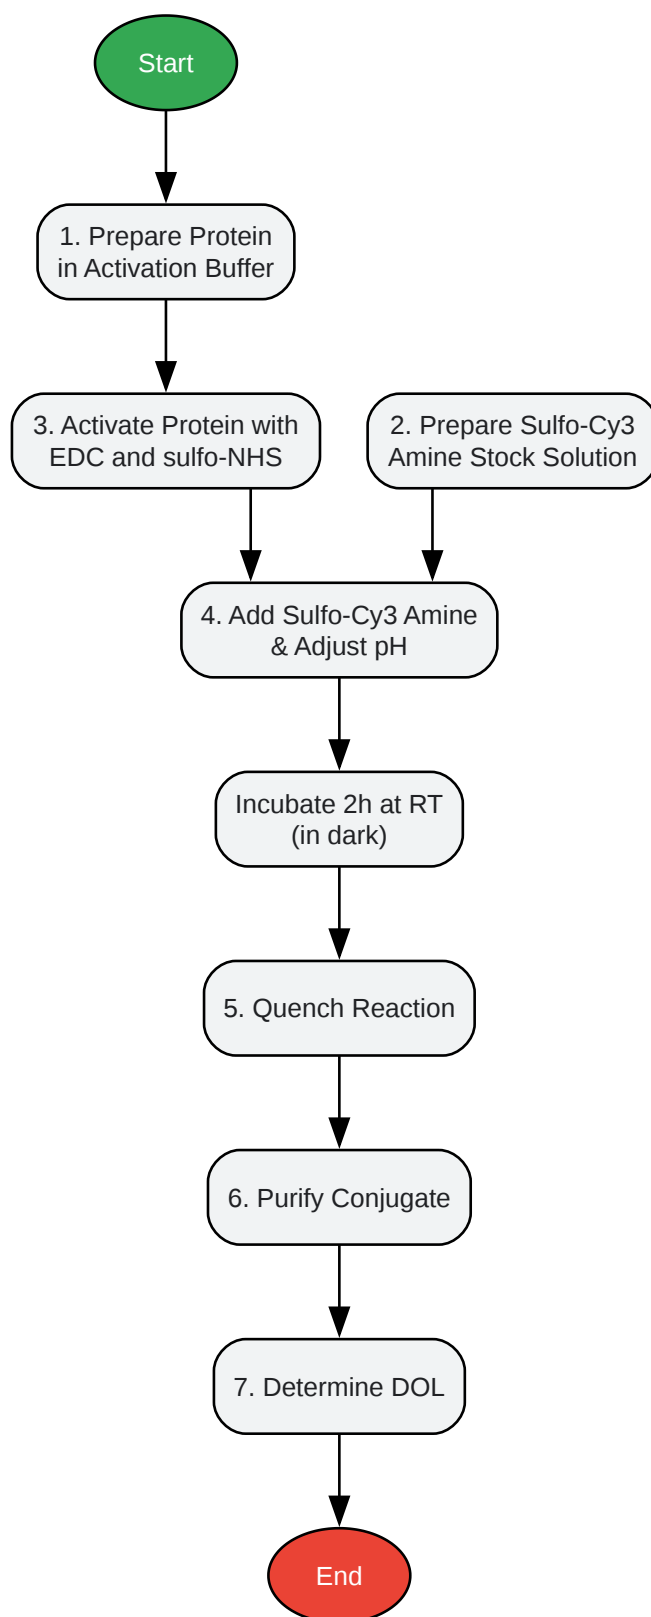 Start
1. Prepare Protein
in Activation Buffer
3. Activate Protein with
EDC and sulfo-NHS
2. Prepare Sulfo-Cy3
Amine Stock Solution
4. Add Sulfo-Cy3 Amine
& Adjust pH
Incubate 2h at RT
(in dark)
5. Quench Reaction
6. Purify Conjugate
7. Determine DOL
End